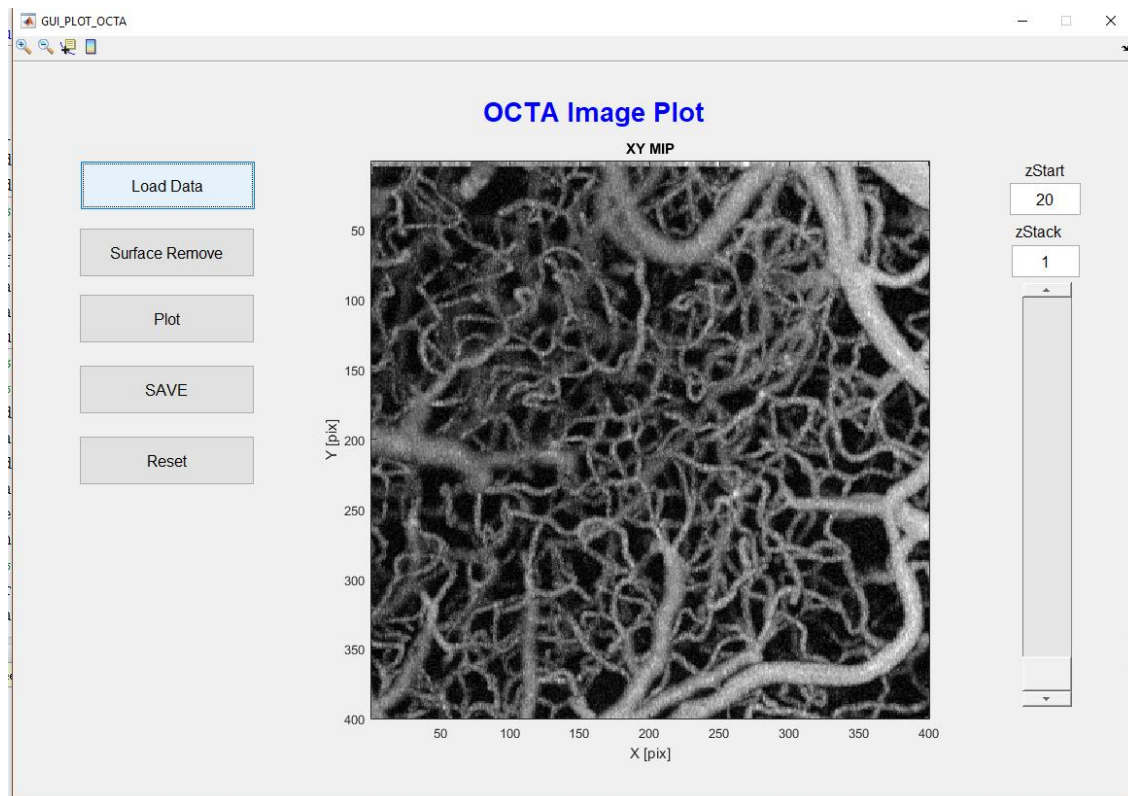 GUI_PLOT_OCTA
OCTA Image Plot
XY MIP
Load Data
Surface Remove
Plot
SAVE
Reset
Y [pix]
50
100
150
200
250
300
350
400
50
100
150
200
250
300
350
400
X [pix]
zStart
20
zStack
1